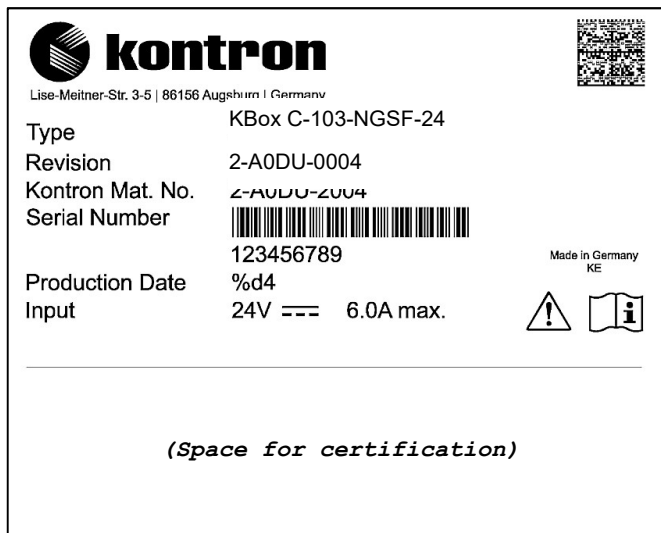 kontron
Lise-Meitner-Str. 3-5 | 86156 Augsburg | Germany
Type KBox C-103-NGSF-24
Revision 2-A0DU-0004
Kontron Mat. No. 2-A0DU-2004
Serial Number
123456789
Made in Germany
KE
Production Date %d4
Input 24V 6.0A max.
(Space for certification)